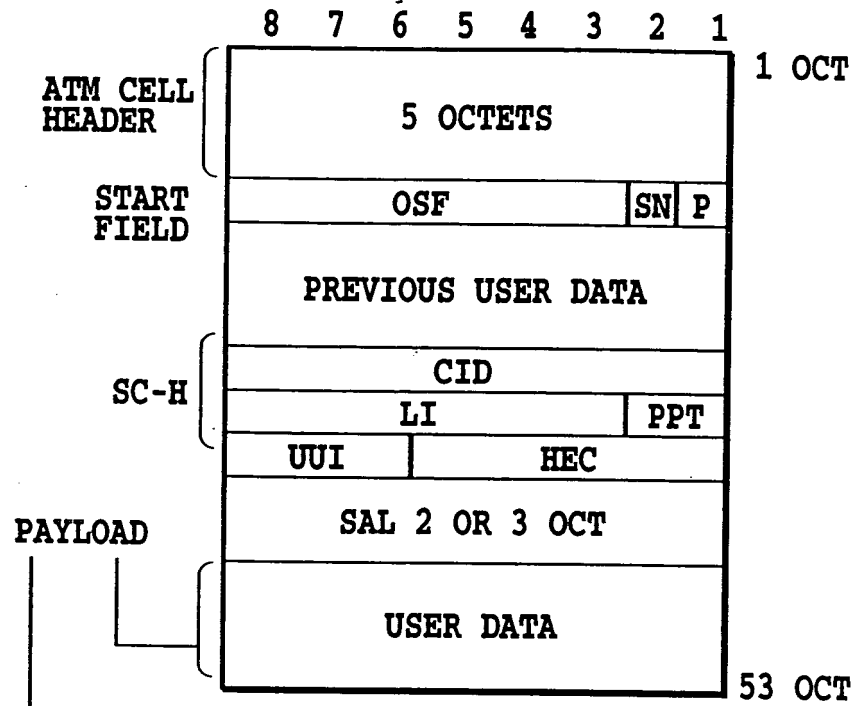 8 7 6 5 4 3 2 1
1 OCT
ATM CELL
HEADER
5 OCTETS
START
FIELD
OSF SN P
PREVIOUS USER DATA
SC-H
CID
LI PPT
UUI HEC
SAL 2 OR 3 OCT
PAYLOAD
USER DATA
53 OCT